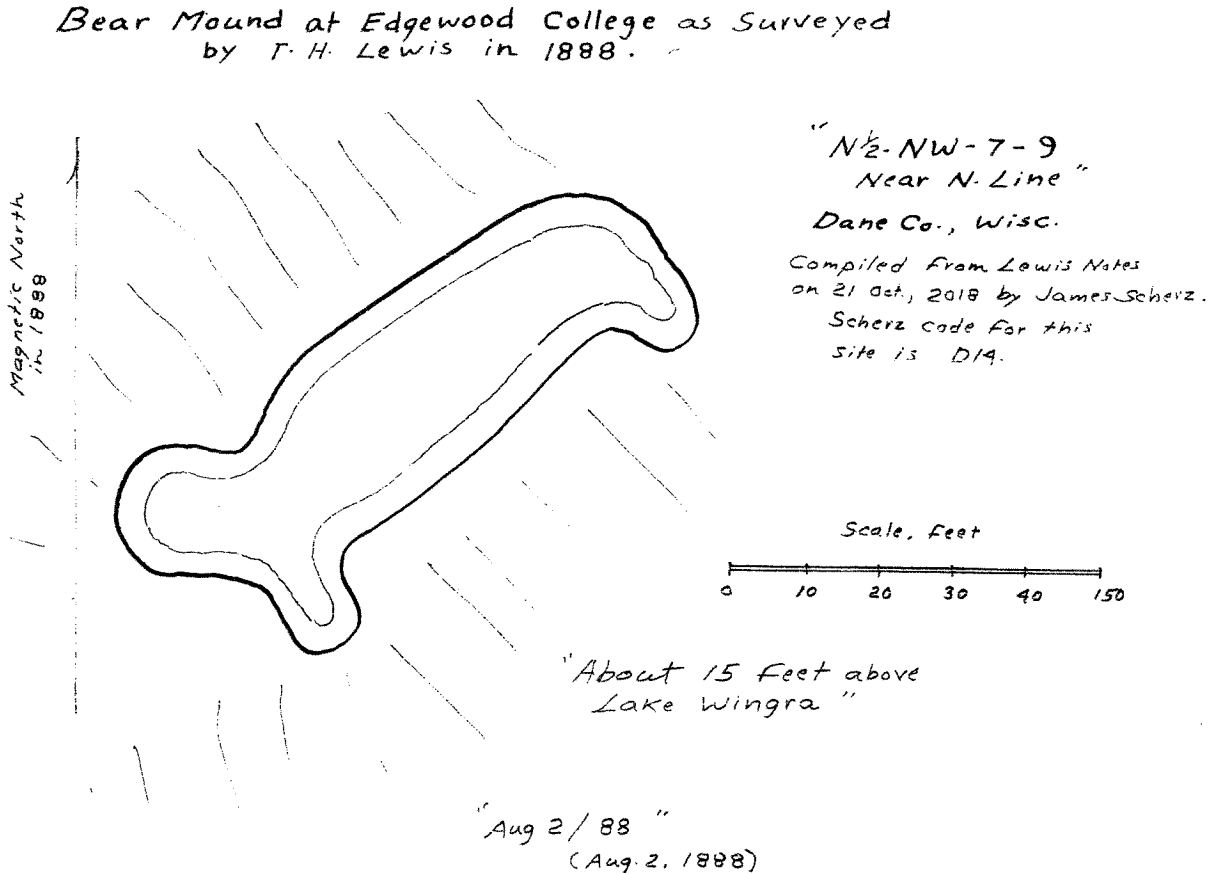 Bear Mound at Edgewood College as Surveyed
by T. H. Lewis in 1888.
Magnetic North
in 1888
"N½-NW-7-9
Near N. Line"
Dane Co., Wisc.
Compiled From Lewis Notes
on 21 Oct., 2018 by James Scherz.
Scherz code for this
site is D14.
Scale, Feet
0 10 20 30 40 150
"About 15 Feet above
Lake Wingra"
"Aug 2/88"
(Aug. 2, 1888)